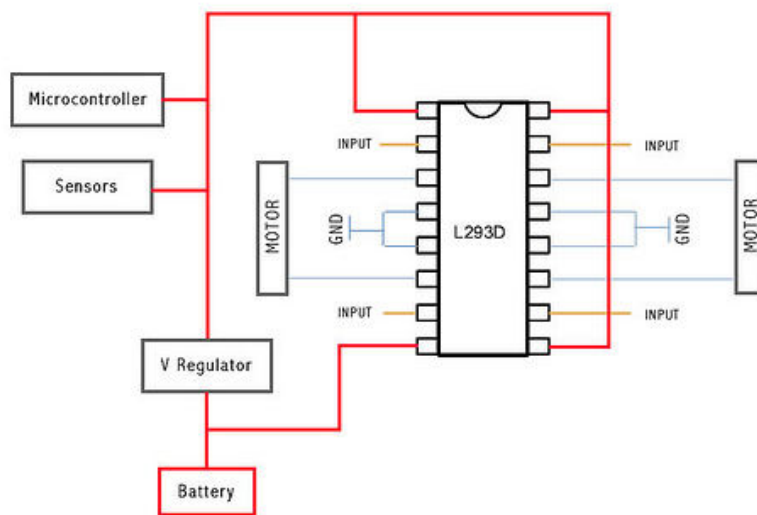 Microcontroller
INPUT
INPUT
Sensors
MOTOR
GND
L293D
GND
MOTOR
INPUT
INPUT
V Regulator
Battery